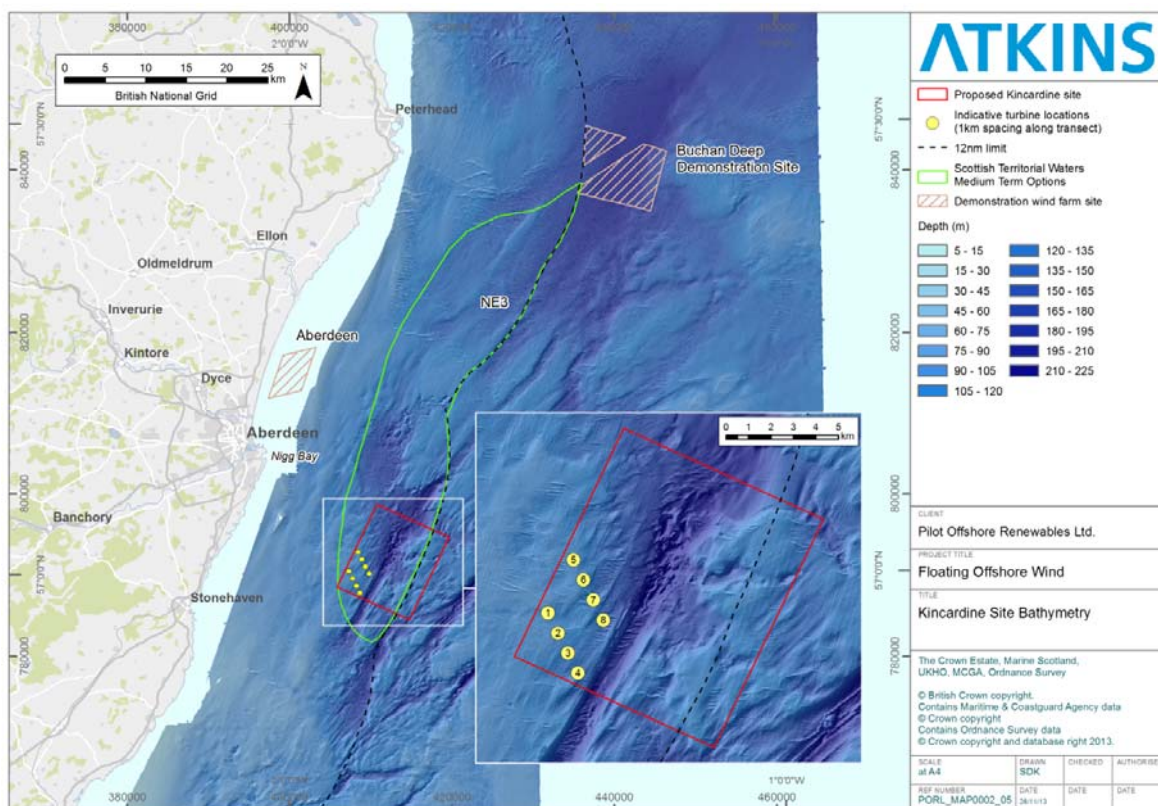 380000
400000
420000
440000
460000
2°0'0"W
0 5 10 15 20 25
km
N
British National Grid
Peterhead
57°30'0"N
57°30'0"N
840000
840000
Buchan Deep
Demonstration Site
Ellon
Oldmeldrum
NE3
Inverurie
Aberdeen
820000
820000
Kintore
Dyce
Aberdeen
Nigg Bay
0 1 2 3 4 5
km
800000
800000
Banchory
5
6
7
8
1
2
3
4
57°0'0"N
57°0'0"N
Stonehaven
780000
780000
1°0'0"W
380000
420000
440000
460000
ATKINS
Proposed Kincardine site
Indicative turbine locations
(1km spacing along transect)
12nm limit
Scottish Territorial Waters
Medium Term Options
Demonstration wind farm site
Depth (m)
5 - 15
15 - 30
30 - 45
45 - 60
60 - 75
75 - 90
90 - 105
105 - 120
120 - 135
135 - 150
150 - 165
165 - 180
180 - 195
195 - 210
210 - 225
CLIENT
Pilot Offshore Renewables Ltd.
PROJECT TITLE
Floating Offshore Wind
TITLE
Kincardine Site Bathymetry
The Crown Estate, Marine Scotland,
UKHO, MCGA, Ordnance Survey
© British Crown copyright.
Contains Maritime & Coastguard Agency data
© Crown copyright
Contains Ordnance Survey data
© Crown copyright and database right 2013.
SCALE
at A4
DRAWN
SDK
CHECKED
AUTHORISE
REF NUMBER
PORL_MAP0002_05
DATE
DATE
DATE